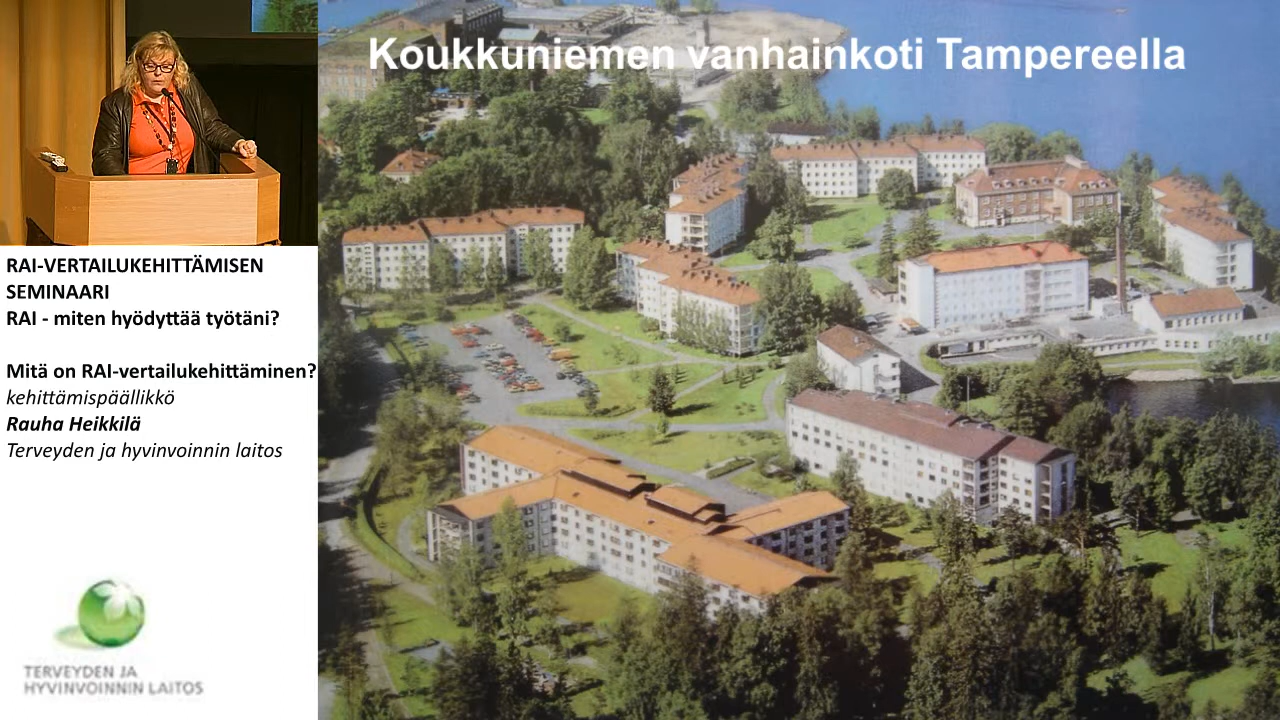 Koukkuniemen vanhainkoti Tampereella
RAI-VERTAILUKEHITTÄMISEN
SEMINAARI
RAI - miten hyödyttää työtäni?
Mitä on RAI-vertailukehittäminen?
kehittämispäällikkö
Rauha Heikkilä
Terveyden ja hyvinvoinnin laitos
TERVEYDEN JA
HYVINVOINNIN LAITOS